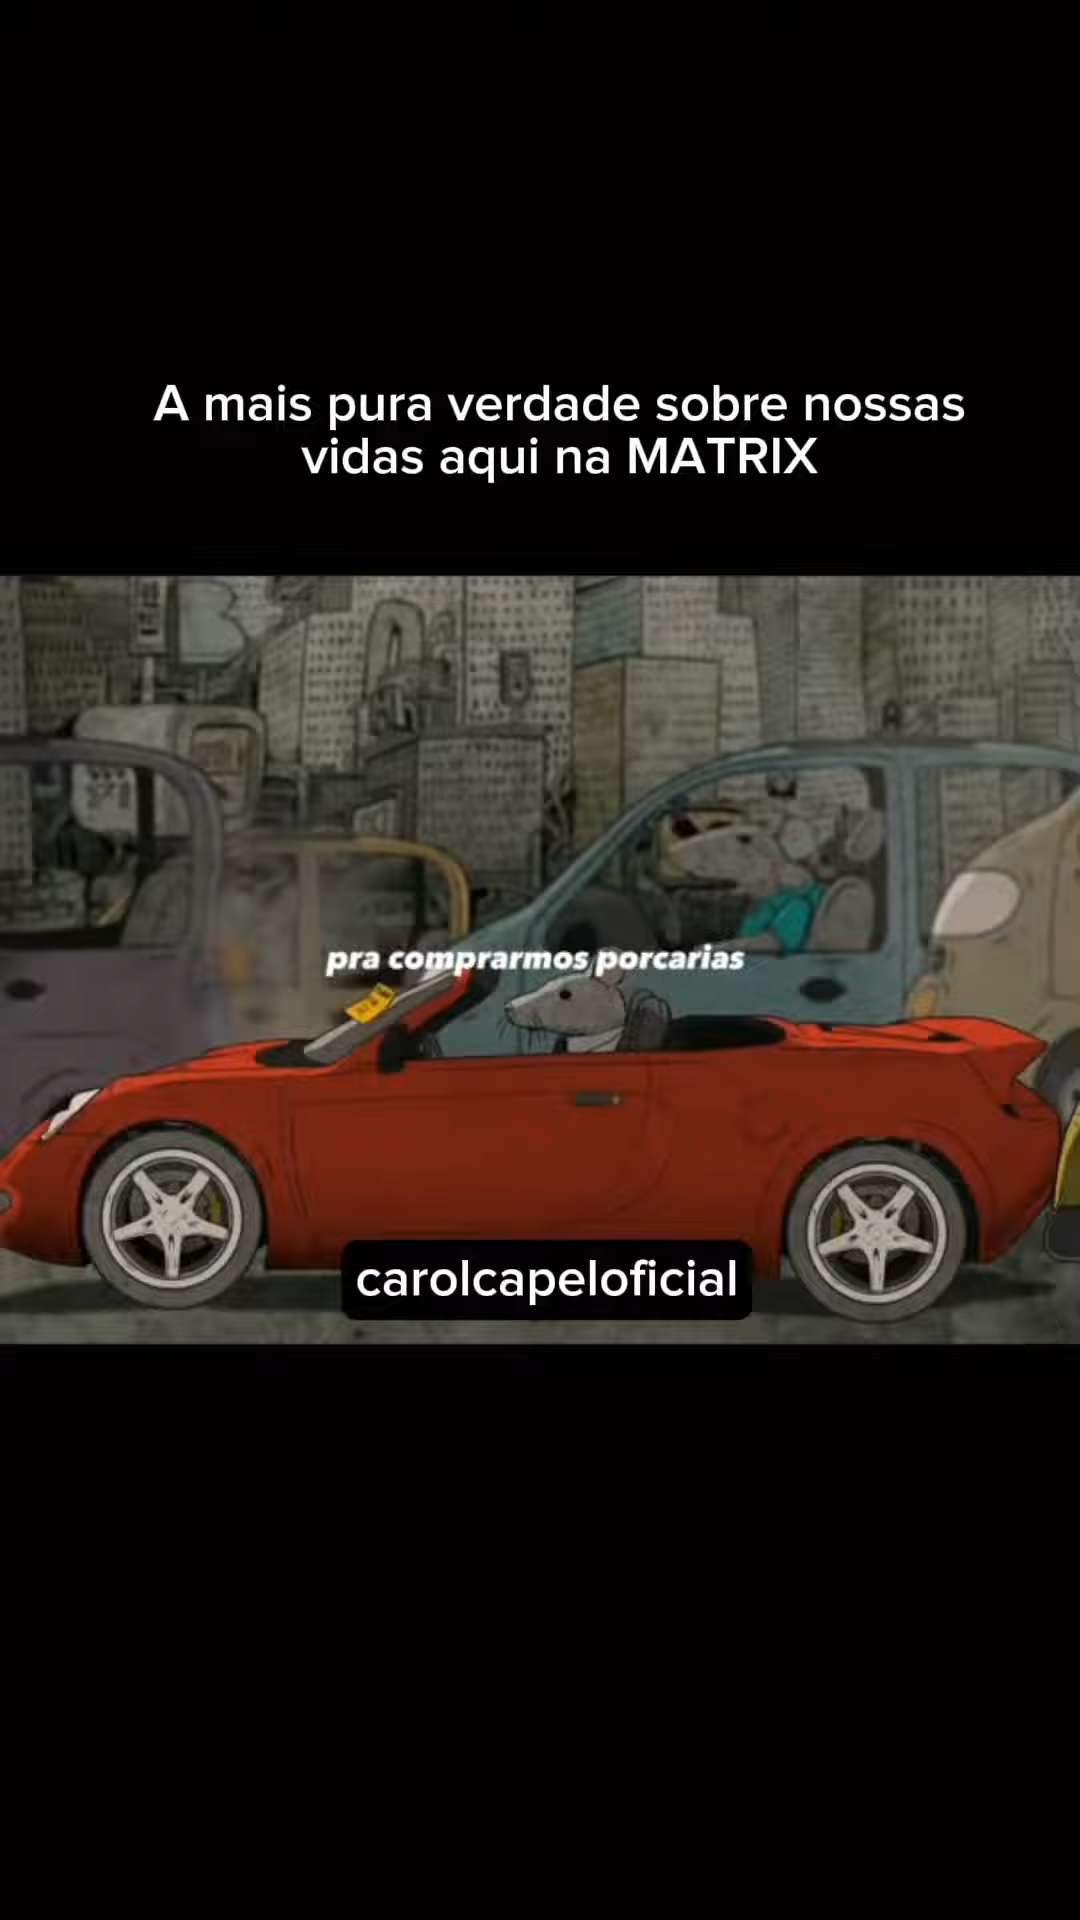 A mais pura verdade sobre nossas
vidas aqui na MATRIX
pra comprarmos porcarias
carolcapeloficial